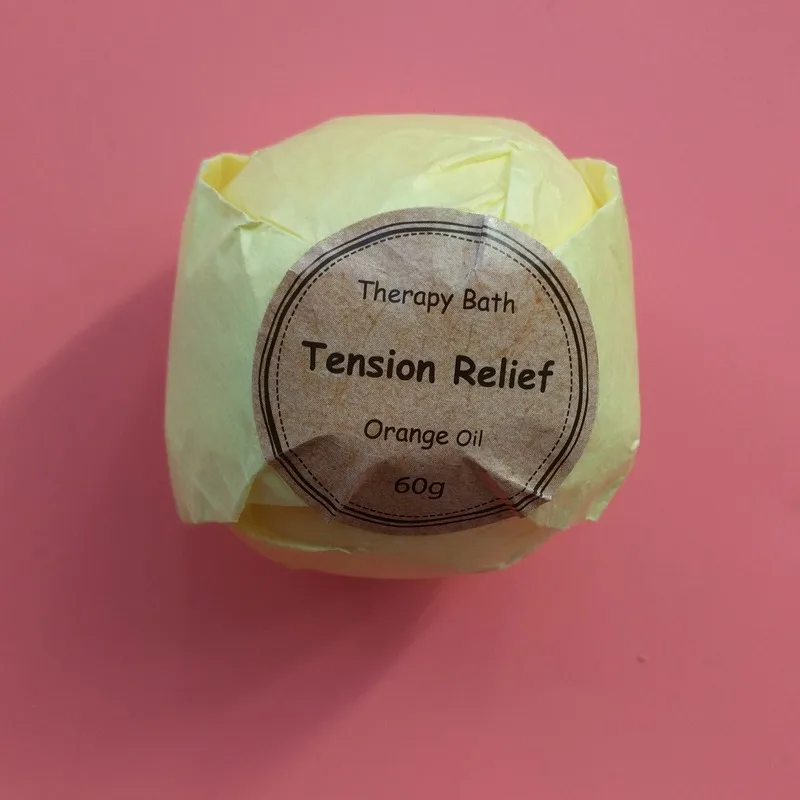 Therapy Bath
Tension Relief
Orange Oil
60g